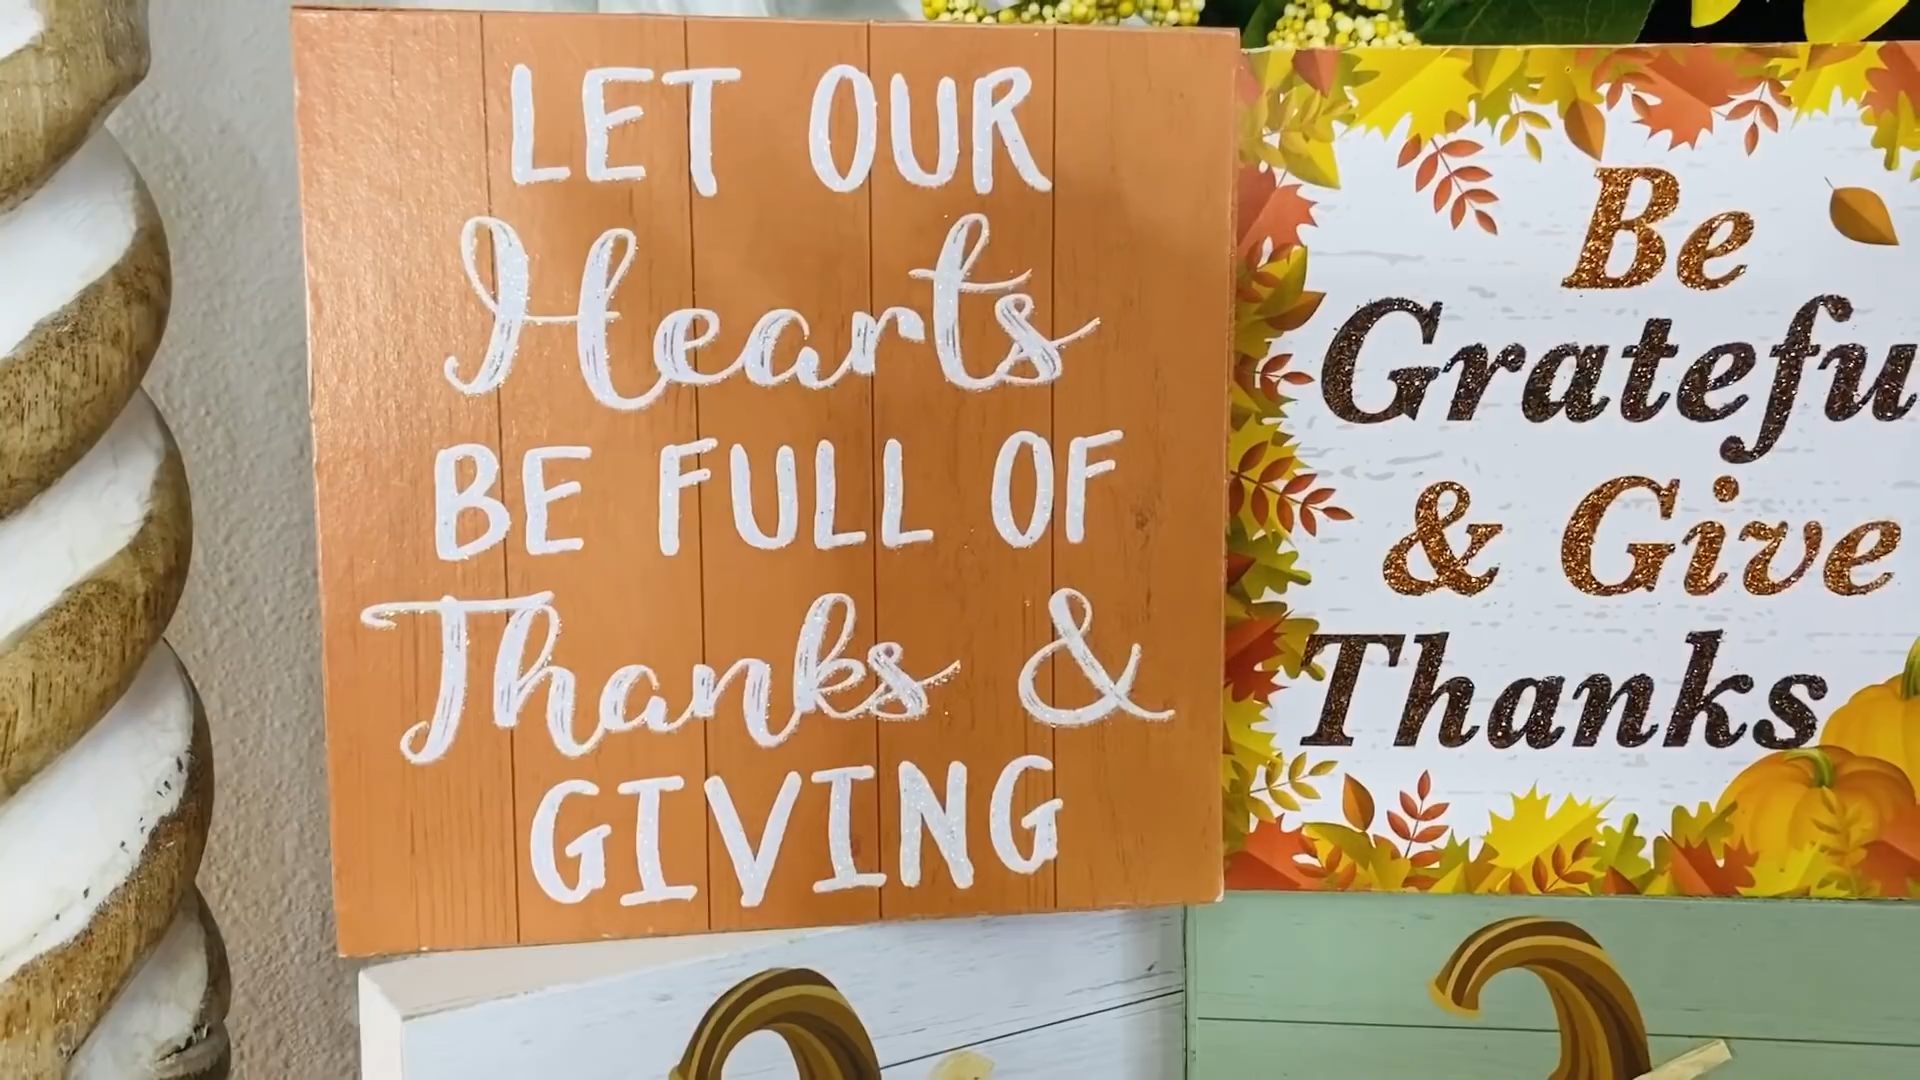 LET OUR
Hearts
BE FULL OF
Thanks &
GIVING
Be
Gratefu
& Give
Thanks